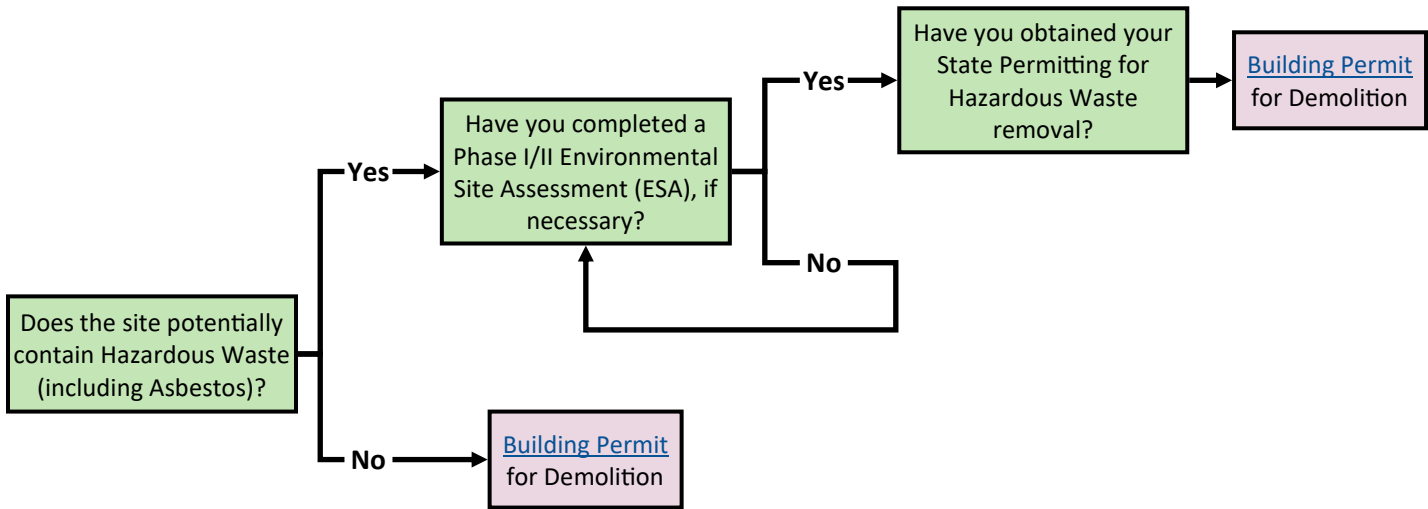 Does the site potentially
contain Hazardous Waste
(including Asbestos)?
Yes
Have you completed a
Phase I/II Environmental
Site Assessment (ESA), if
necessary?
Yes
Have you obtained your
State Permitting for
Hazardous Waste
removal?
Building Permit
for Demolition
No
No
Building Permit
for Demolition